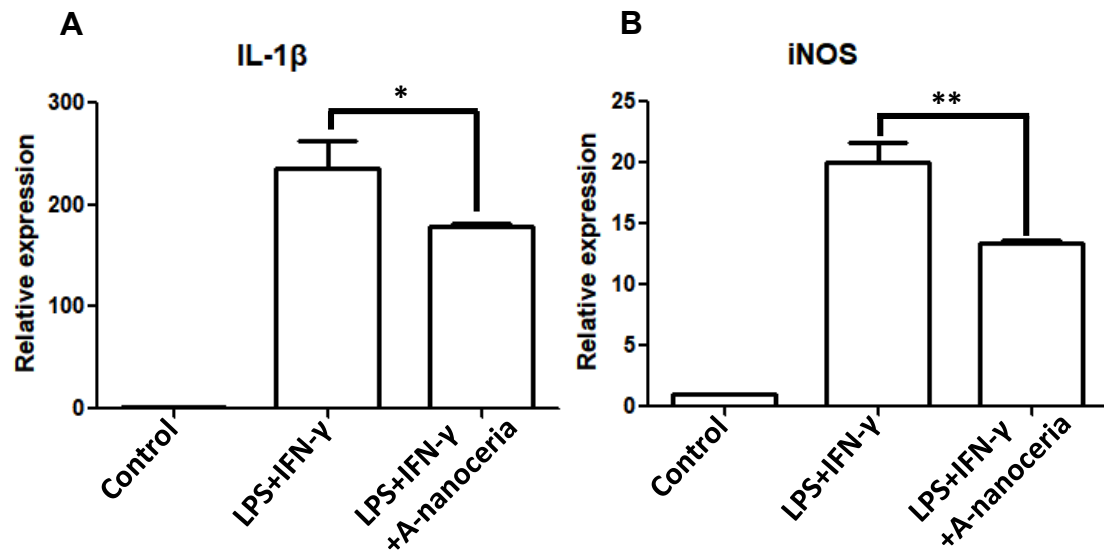 A
IL-1β
Relative expression
300
200
100
0
*
Control
LPS+IFN-γ
LPS+IFN-γ
+A-nanoceria
B
iNOS
Relative expression
25
20
15
10
5
0
**
Control
LPS+IFN-γ
LPS+IFN-γ
+A-nanoceria